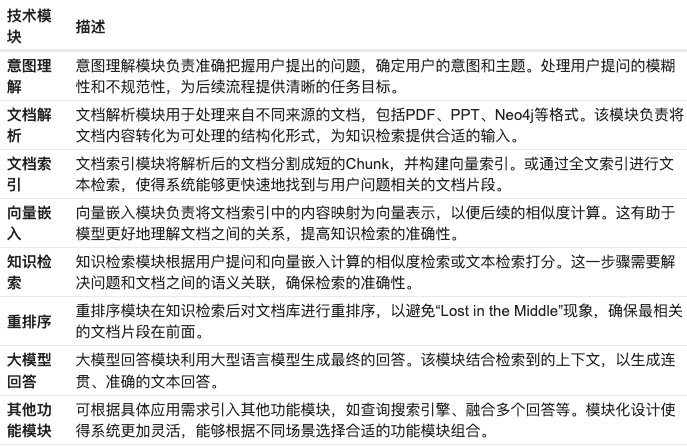 技术模
块
描述
意图理
解
意图理解模块负责准确把握用户提出的问题，确定用户的意图和主题。处理用户提问的模糊
性和不规范性，为后续流程提供清晰的任务目标。
文档解
析
文档解析模块用于处理来自不同来源的文档，包括PDF、PPT、Neo4j等格式。该模块负责将
文档内容转化为可处理的结构化形式，为知识检索提供合适的输入。
文档索
引
文档索引模块将解析后的文档分割成短的Chunk，并构建向量索引。或通过全文索引进行文
本检索，使得系统能够更快速地找到与用户问题相关的文档片段。
向量嵌
入
向量嵌入模块负责将文档索引中的内容映射为向量表示，以便后续的相似度计算。这有助于
模型更好地理解文档之间的关系，提高知识检索的准确性。
知识检
索
知识检索模块根据用户提问和向量嵌入计算的相似度检索或文本检索打分。这一步骤需要解
决问题和文档之间的语义关联，确保检索的准确性。
重排序
重排序模块在知识检索后对文档库进行重排序，以避免“Lost in the Middle”现象，确保最相关
的文档片段在前面。
大模型
回答
大模型回答模块利用大型语言模型生成最终的回答。该模块结合检索到的上下文，以生成连
贯、准确的文本回答。
其他功
能模块
可根据具体应用需求引入其他功能模块，如查询搜索引擎、融合多个回答等。模块化设计使
得系统更加灵活，能够根据不同场景选择合适的功能模块组合。